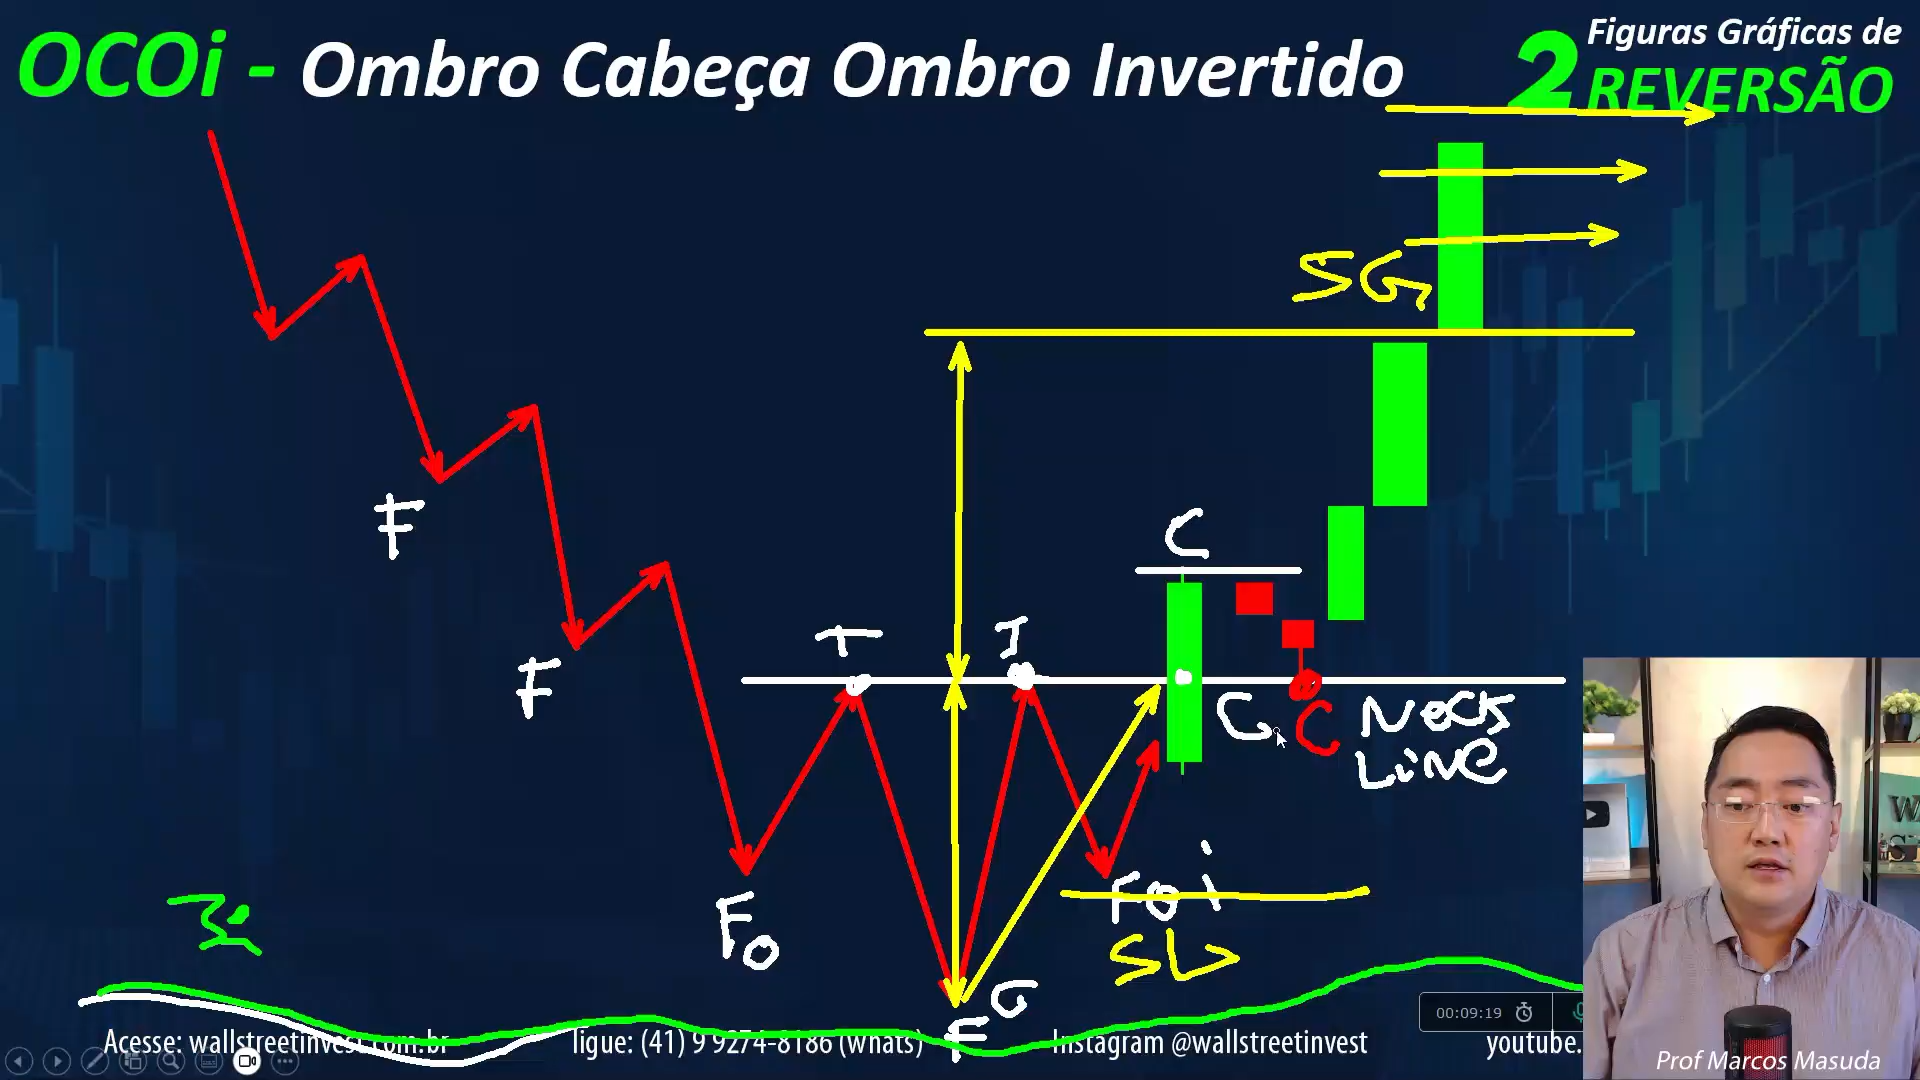 OCOi - Ombro Cabeça Ombro Invertido
2 Figuras Gráficas de
REVERSÃO
SG
F
C
T
T
F
C
C
Neck
Line
Fo
Foi
SL
C
F
Acesse: wallstreetinvest.com.br
ligue: (41) 9 9274-8186 (whats)
Instagram @wallstreetinvest
youtube.
00:09:19
Prof Marcos Masuda